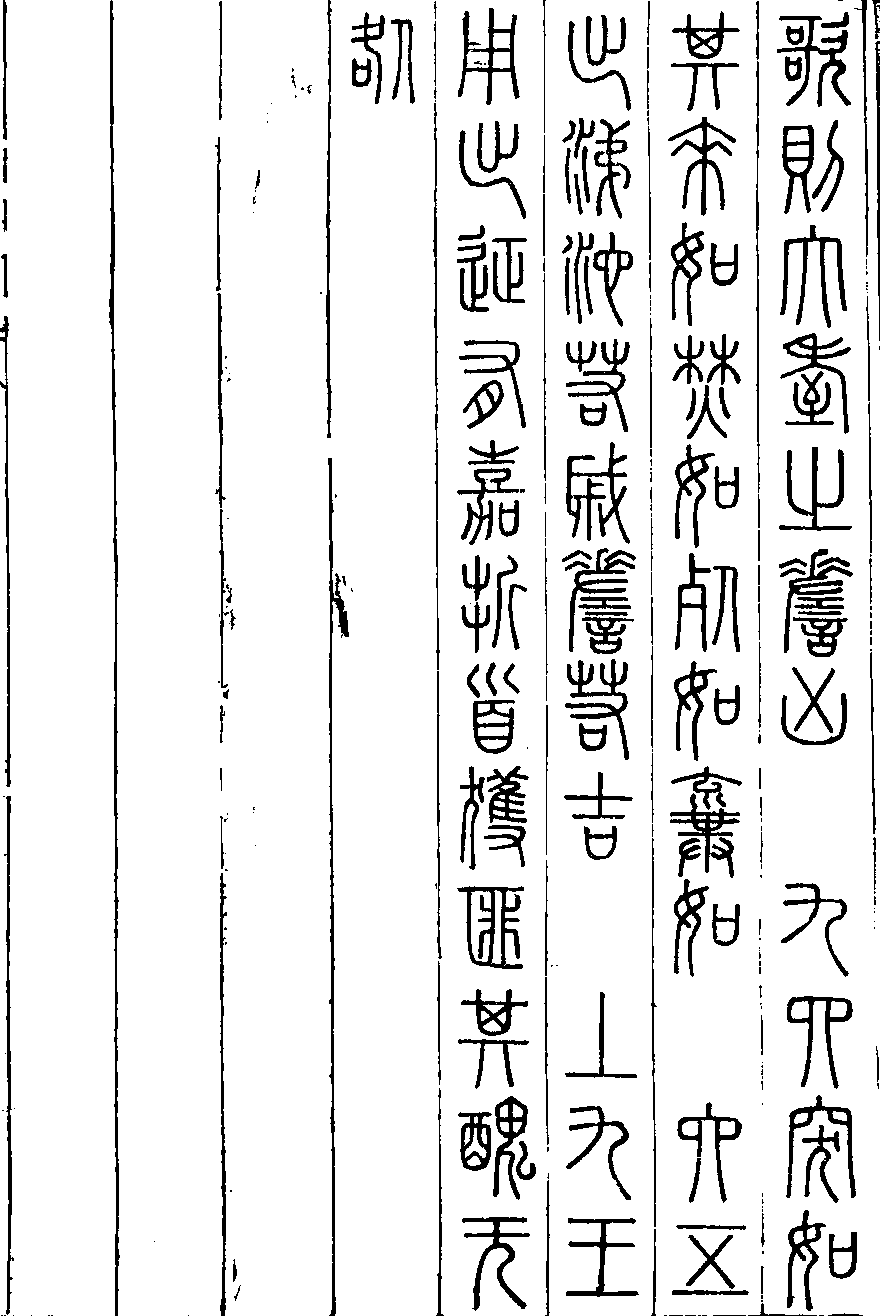 歌則大耋之嗟凶　九四突如
其來如焚如死如棄如　六五
出涕沱若戚嗟若吉　上九王
用出征有嘉折首獲匪其醜无
咎